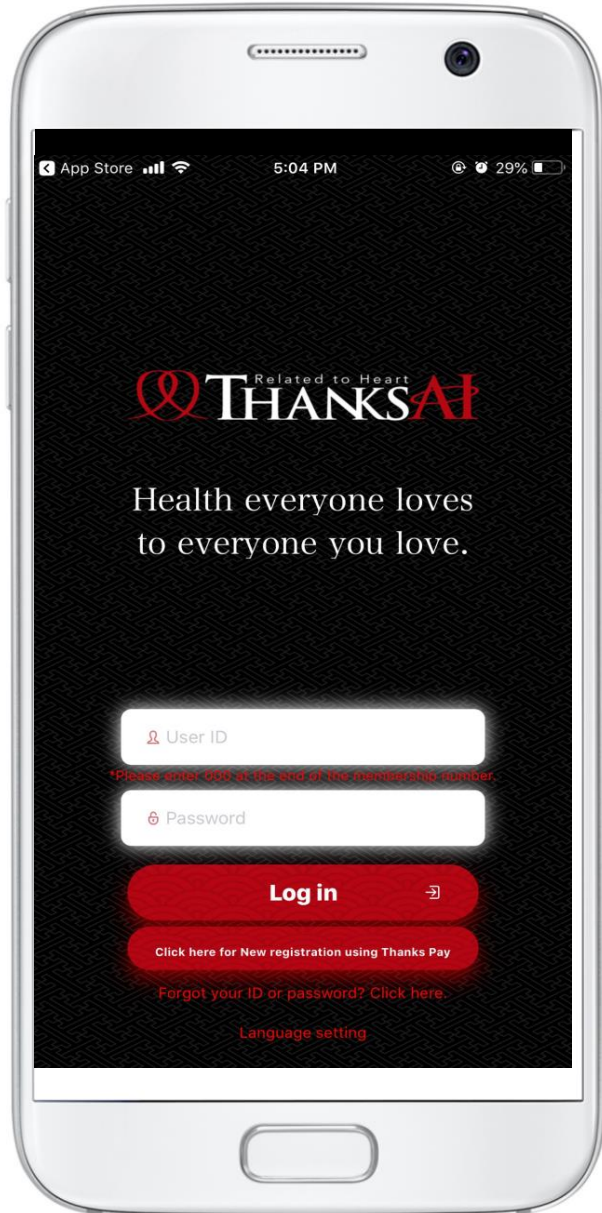 App Store 5:04 PM 29%
Related to Heart
THANKSAI
Health everyone loves
to everyone you love.
User ID
*Please enter 000 at the end of the membership number.
Password
Log in
Click here for New registration using Thanks Pay
Forgot your ID or password? Click here.
Language setting